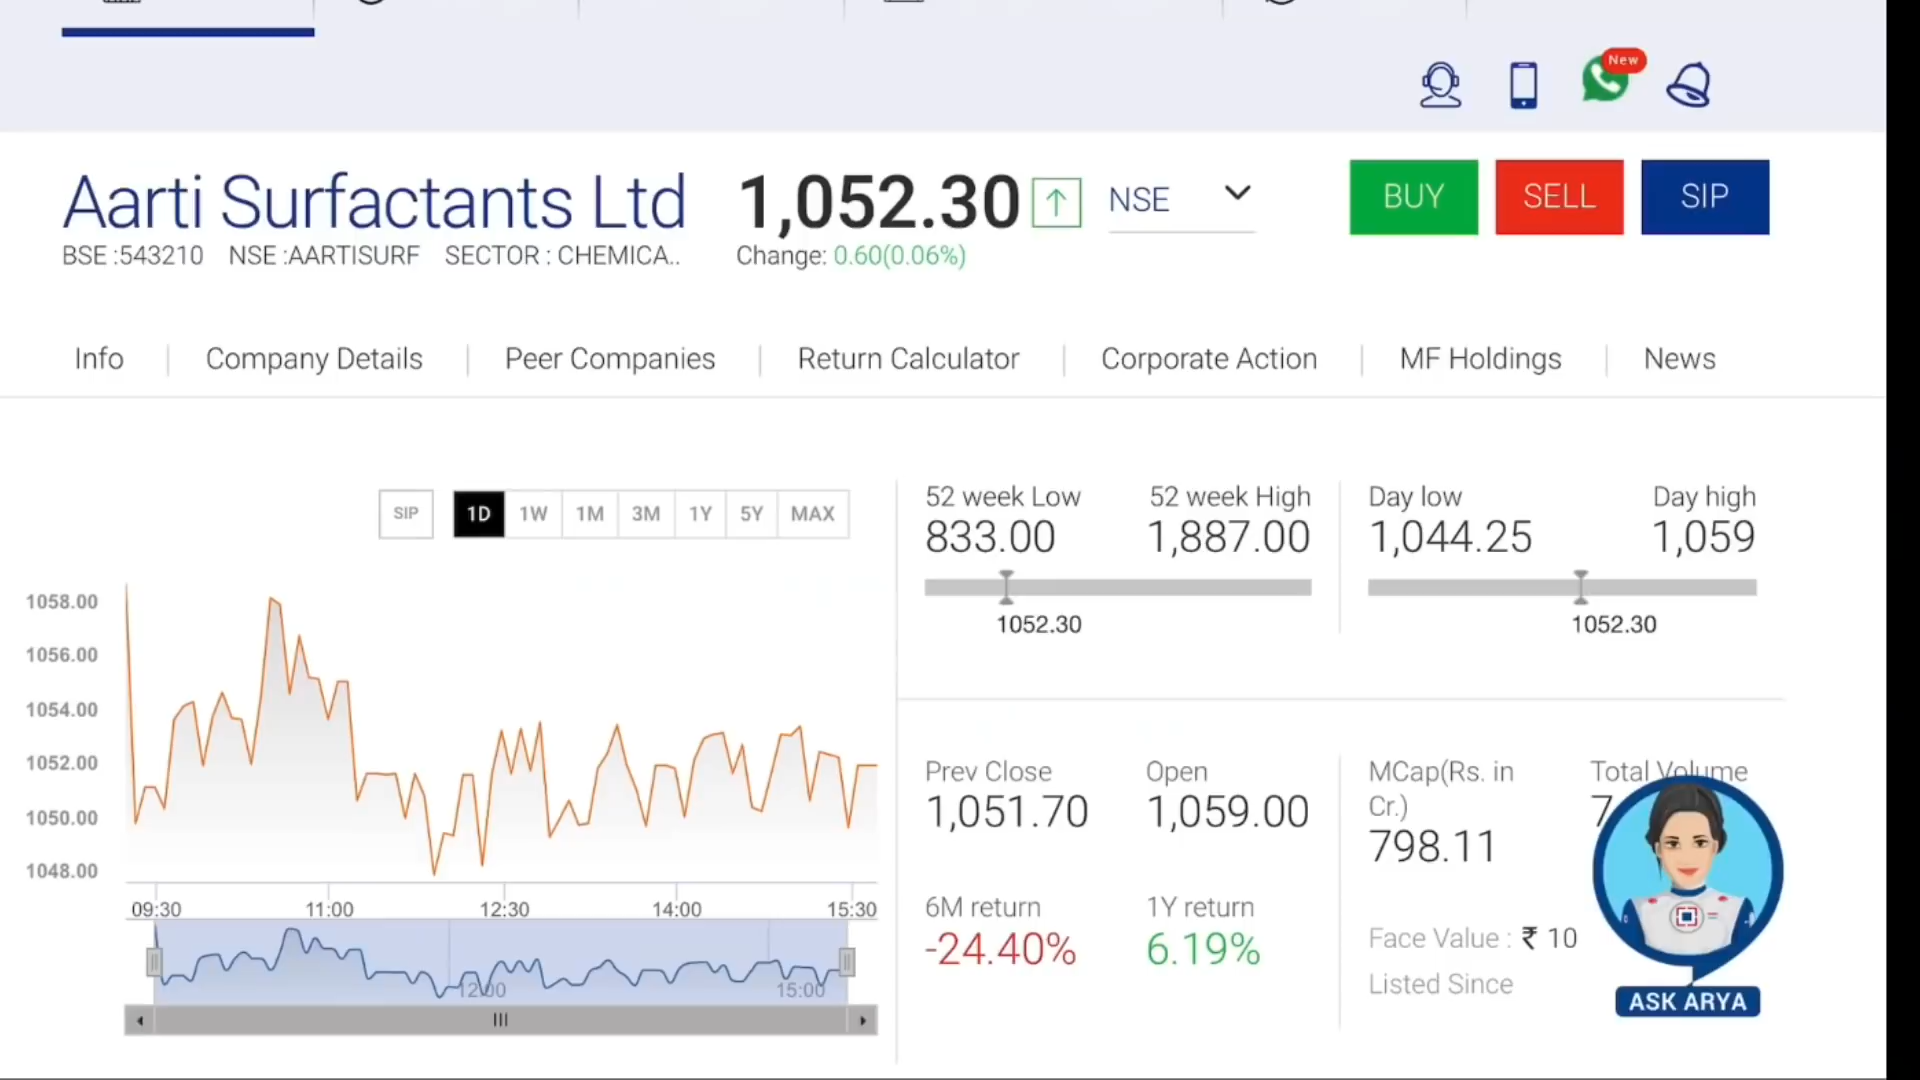 New
Aarti Surfactants Ltd
1,052.30
NSE
BUY
SELL
SIP
BSE :543210 NSE :AARTISURF SECTOR : CHEMICA..
Change: 0.60(0.06%)
Info
Company Details
Peer Companies
Return Calculator
Corporate Action
MF Holdings
News
SIP
1D
1W
1M
3M
1Y
5Y
MAX
1058.00
1056.00
1054.00
1052.00
1050.00
1048.00
09:30
11:00
12:30
14:00
15:30
12:00
15:00
52 week Low
833.00
52 week High
1,887.00
1052.30
Day low
1,044.25
Day high
1,059
1052.30
Prev Close
1,051.70
Open
1,059.00
MCap(Rs. in
Cr.)
798.11
Total Volume
6M return
-24.40%
1Y return
6.19%
Face Value : ₹ 10
Listed Since
ASK ARYA